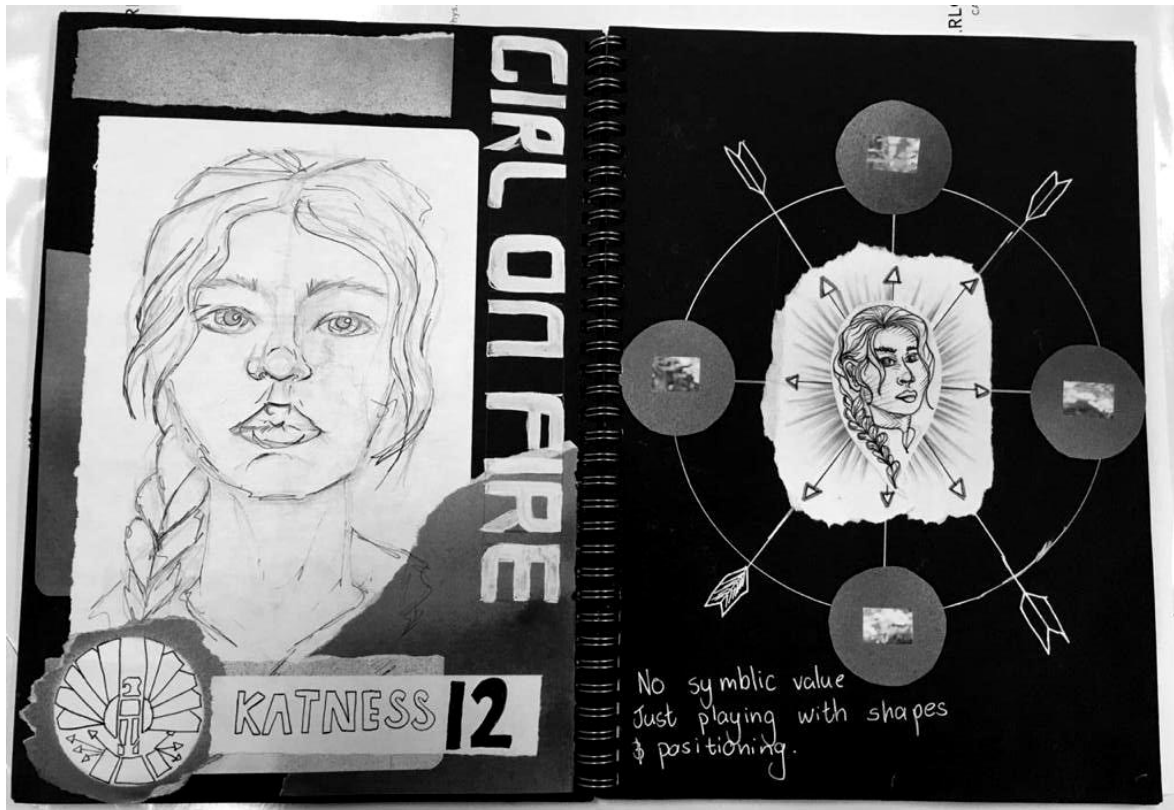 GIRL ON FIRE
KATNESS 12
No symblic value
Just playing with shapes
& positioning.